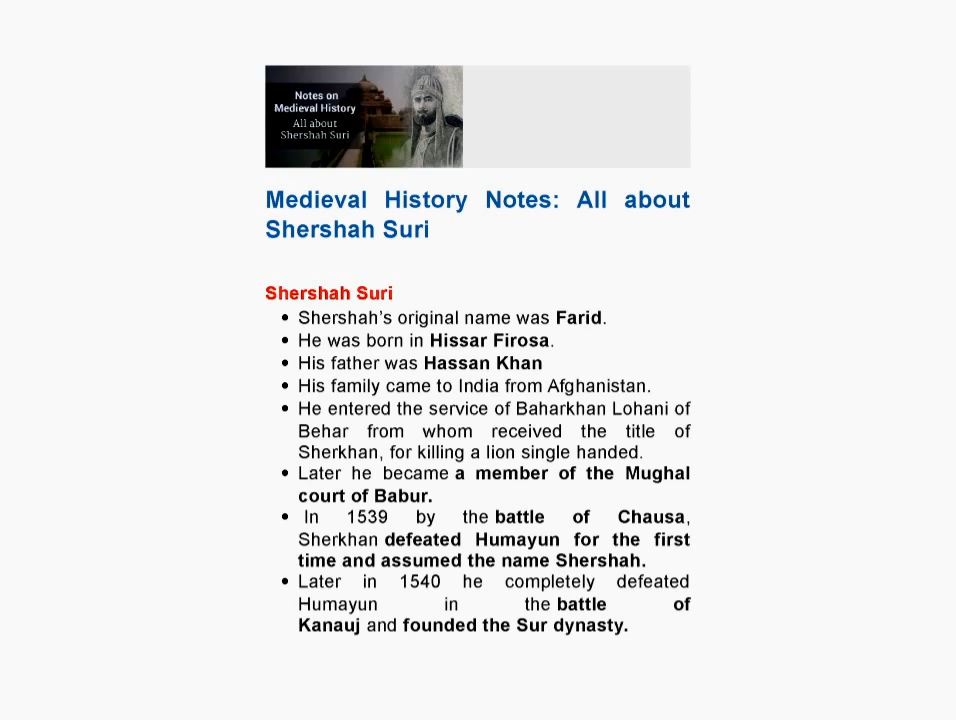 Notes on
Medieval History
All about
Shershah Suri
Medieval History Notes: All about
Shershah Suri
Shershah Suri
• Shershah's original name was Farid.
• He was born in Hissar Firosa.
• His father was Hassan Khan
• His family came to India from Afghanistan.
• He entered the service of Baharkhan Lohani of
Behar from whom received the title of
Sherkhan, for killing a lion single handed.
• Later he became a member of the Mughal
court of Babur.
• In 1539 by the battle of Chausa,
Sherkhan defeated Humayun for the first
time and assumed the name Shershah.
• Later in 1540 he completely defeated
Humayun in the battle of
Kanauj and founded the Sur dynasty.